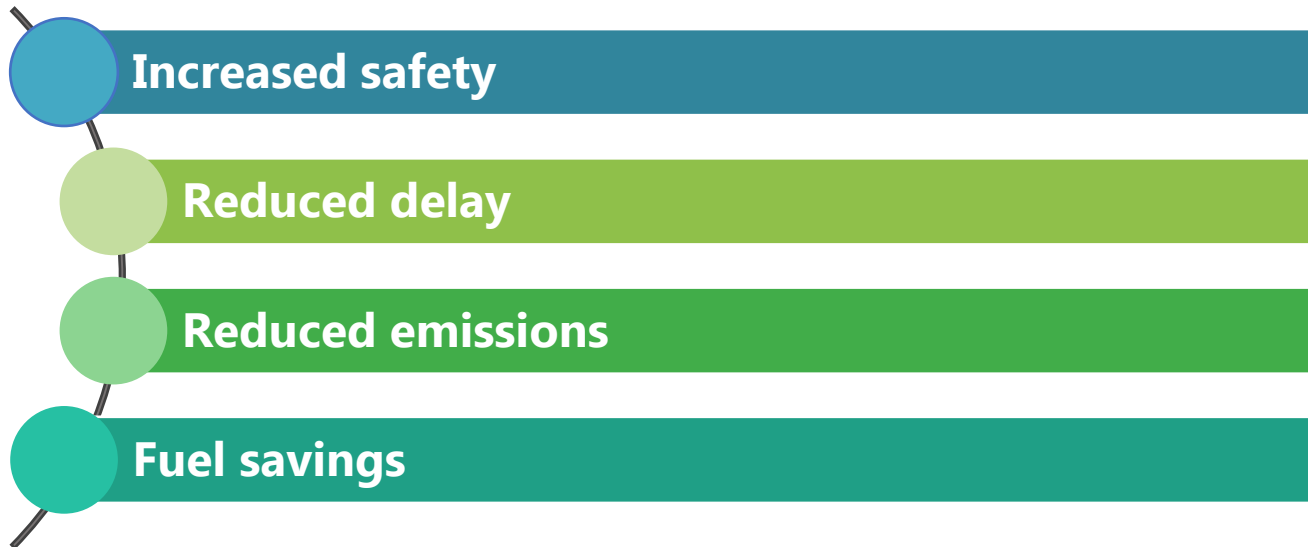 Increased safety
Reduced delay
Reduced emissions
Fuel savings